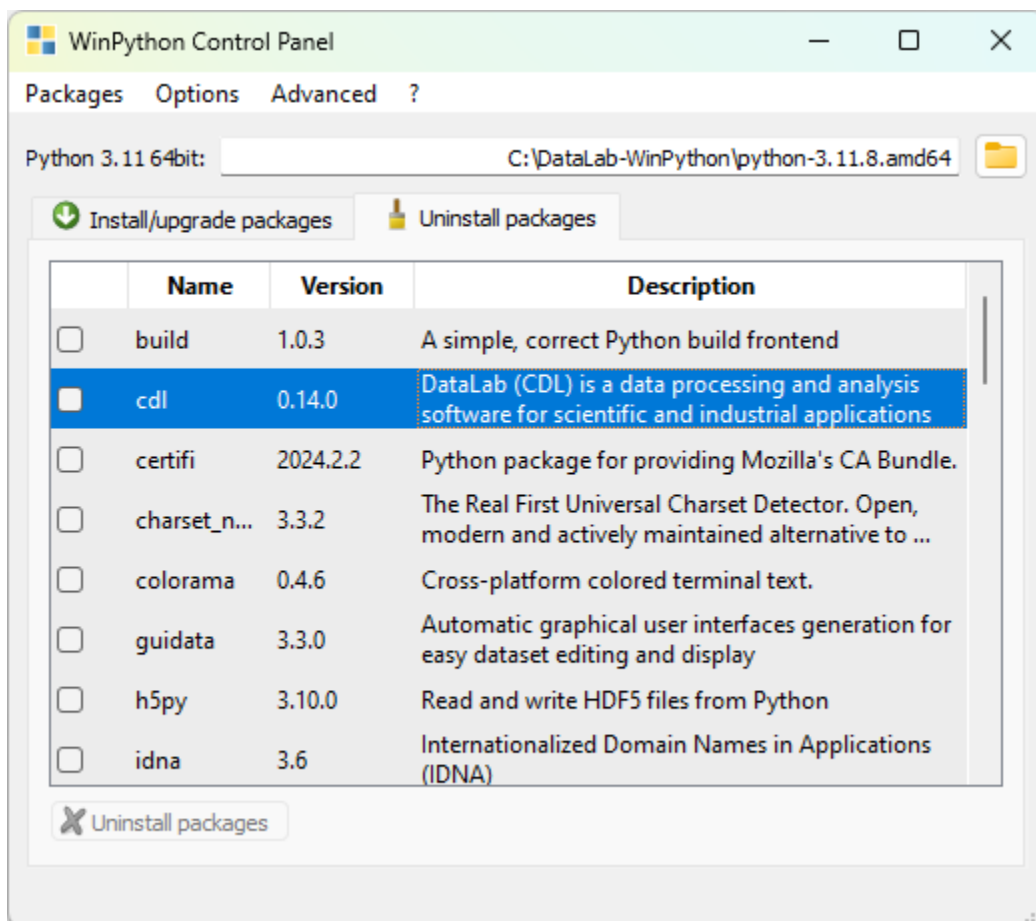 WinPython Control Panel
Packages Options Advanced ?
Python 3.11 64bit: C:\DataLab-WinPython\python-3.11.8.amd64
Install/upgrade packages Uninstall packages
Name Version Description
build 1.0.3 A simple, correct Python build frontend
cdl 0.14.0 DataLab (CDL) is a data processing and analysis
software for scientific and industrial applications
certifi 2024.2.2 Python package for providing Mozilla's CA Bundle.
charset_n... 3.3.2 The Real First Universal Charset Detector. Open,
modern and actively maintained alternative to ...
colorama 0.4.6 Cross-platform colored terminal text.
guidata 3.3.0 Automatic graphical user interfaces generation for
easy dataset editing and display
h5py 3.10.0 Read and write HDF5 files from Python
idna 3.6 Internationalized Domain Names in Applications
(IDNA)
Uninstall packages